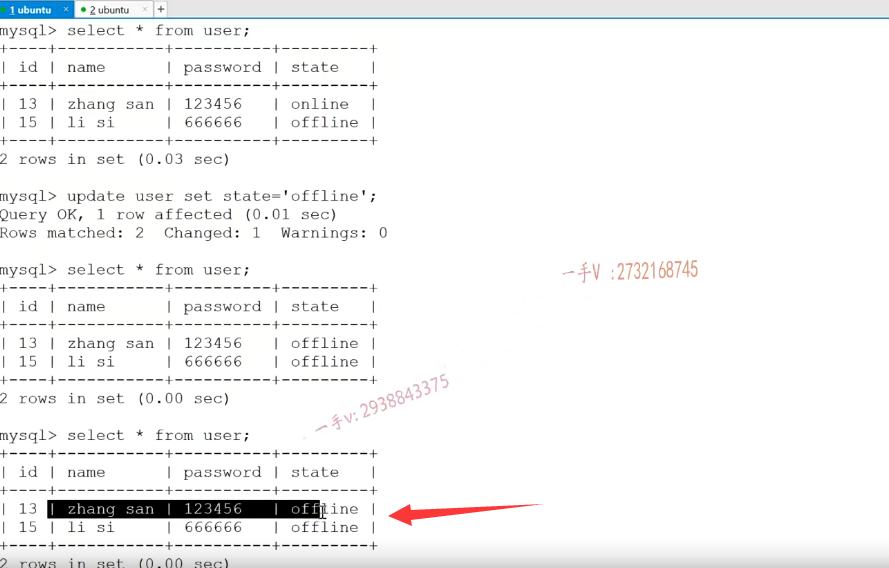 1 ubuntu × 2 ubuntu × +
mysql> select * from user;
+----+-----------+----------+---------+
| id | name      | password | state   |
+----+-----------+----------+---------+
| 13 | zhang san | 123456   | online  |
| 15 | li si     | 666666   | offline |
+----+-----------+----------+---------+
2 rows in set (0.03 sec)
mysql> update user set state='offline';
Query OK, 1 row affected (0.01 sec)
Rows matched: 2  Changed: 1  Warnings: 0
mysql> select * from user;
+----+-----------+----------+---------+
| id | name      | password | state   |
+----+-----------+----------+---------+
| 13 | zhang san | 123456   | offline |
| 15 | li si     | 666666   | offline |
+----+-----------+----------+---------+
2 rows in set (0.00 sec)
mysql> select * from user;
+----+-----------+----------+---------+
| id | name      | password | state   |
+----+-----------+----------+---------+
| 13 | zhang san | 123456   | offline |
| 15 | li si     | 666666   | offline |
+----+-----------+----------+---------+
2 rows in set (0.00 sec)
一手V :2732168745
一手v:2938843375